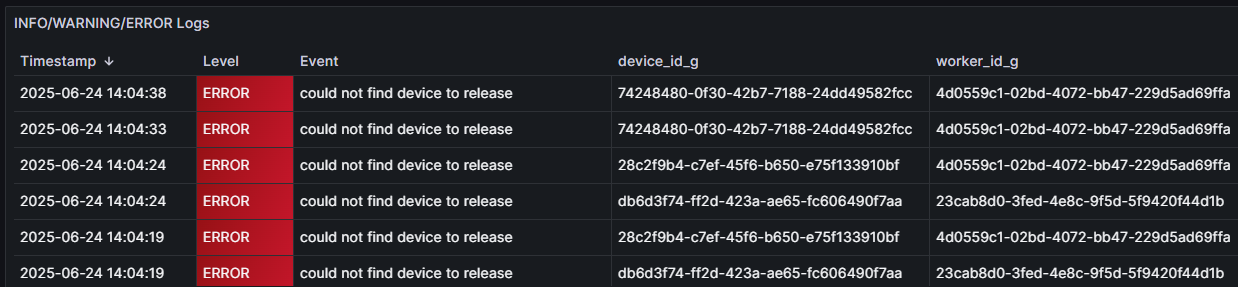 INFO/WARNING/ERROR Logs
Timestamp ↓ Level Event device_id_g worker_id_g
2025-06-24 14:04:38 ERROR could not find device to release 74248480-0f30-42b7-7188-24dd49582fcc 4d0559c1-02bd-4072-bb47-229d5ad69ffa
2025-06-24 14:04:33 ERROR could not find device to release 74248480-0f30-42b7-7188-24dd49582fcc 4d0559c1-02bd-4072-bb47-229d5ad69ffa
2025-06-24 14:04:24 ERROR could not find device to release 28c2f9b4-c7ef-45f6-b650-e75f133910bf 4d0559c1-02bd-4072-bb47-229d5ad69ffa
2025-06-24 14:04:24 ERROR could not find device to release db6d3f74-ff2d-423a-ae65-fc606490f7aa 23cab8d0-3fed-4e8c-9f5d-5f9420f44d1b
2025-06-24 14:04:19 ERROR could not find device to release 28c2f9b4-c7ef-45f6-b650-e75f133910bf 4d0559c1-02bd-4072-bb47-229d5ad69ffa
2025-06-24 14:04:19 ERROR could not find device to release db6d3f74-ff2d-423a-ae65-fc606490f7aa 23cab8d0-3fed-4e8c-9f5d-5f9420f44d1b